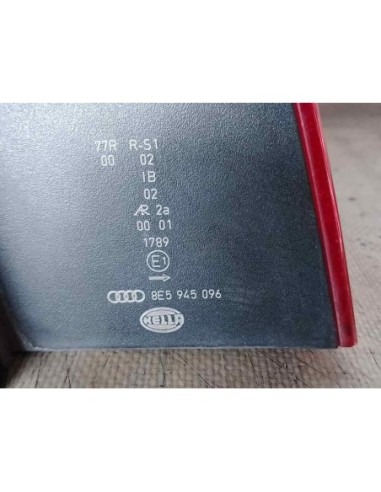 77R R-S1
00 02
IB
02
AR 2a
00 01
1789
E1
8E5 945 096
HELLA